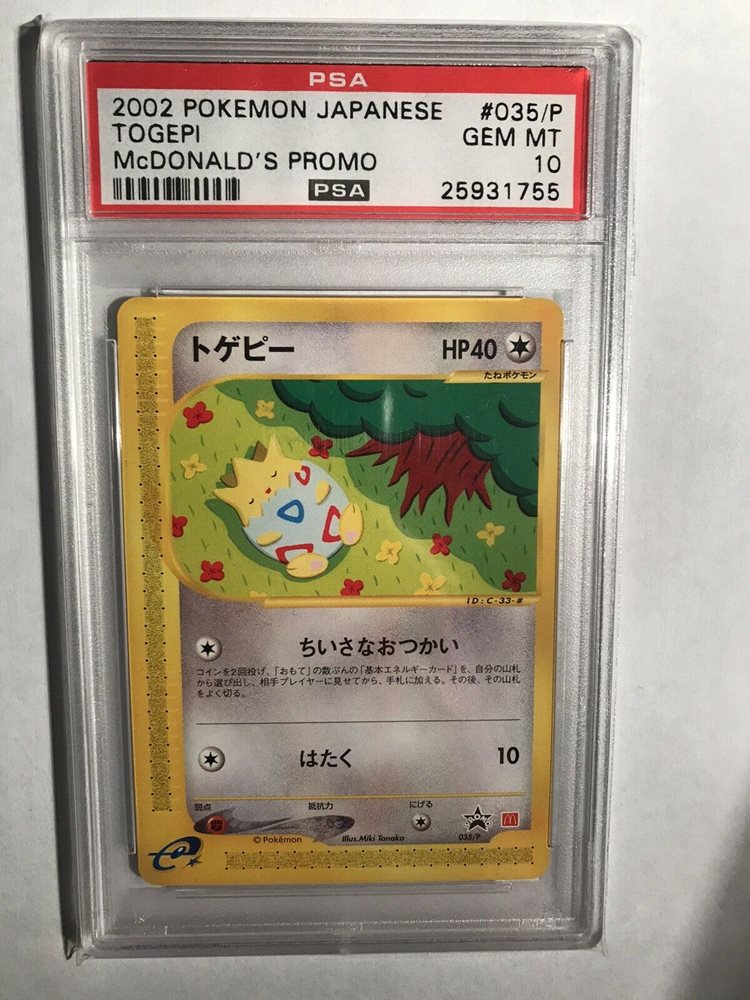 PSA
2002 POKEMON JAPANESE #035/P
TOGEPI GEM MT
McDONALD'S PROMO 10
PSA 25931755
トゲピー HP40
たねポケモン
ID:C-33-#
ちいさなおつかい
コインを2回投げ、「おもて」の数ぶんの「基本エネルギーカード」を、自分の山札
から選び出し、相手プレイヤーに見せてから、手札に加える。その後、その山札
をよく切る。
はたく 10
弱点 抵抗力 にげる
©Pokémon Illus.Miki Tanaka 035/P